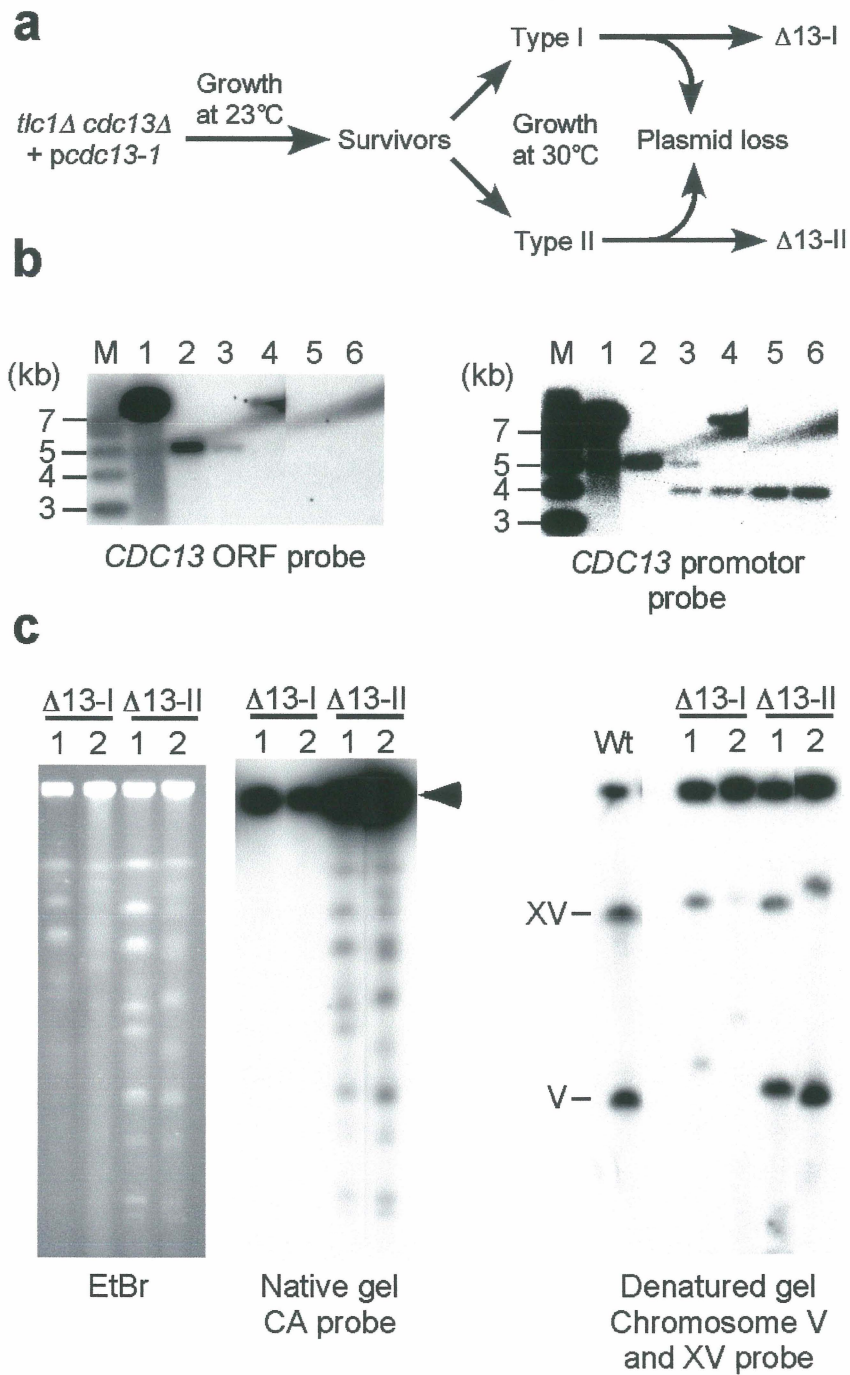 a
Type I
Δ13-I
Growth
at 23°C
tlc1Δ cdc13Δ
+ pcdc13-1
Survivors
Growth
at 30°C
Plasmid loss
Type II
Δ13-II
b
M 1 2 3 4 5 6
(kb)
7
5
4
3
CDC13 ORF probe
M 1 2 3 4 5 6
(kb)
7
5
4
3
CDC13 promotor
probe
c
Δ13-I Δ13-II
1 2 1 2
EtBr
Δ13-I Δ13-II
1 2 1 2
Native gel
CA probe
Δ13-I Δ13-II
Wt 1 2 1 2
XV
V
Denatured gel
Chromosome V
and XV probe